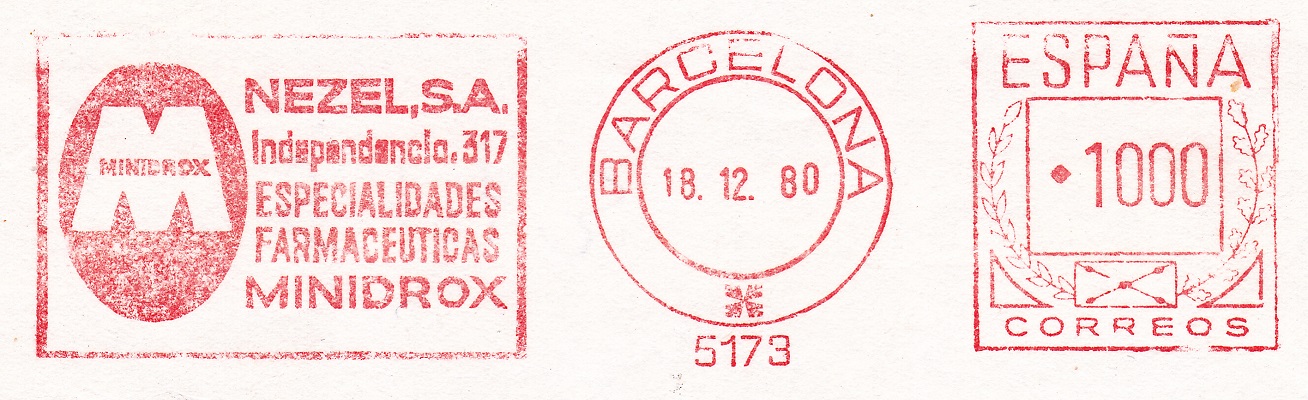 MINIDROX
NEZEL,S.A.
Independencia.317
ESPECIALIDADES
FARMACEUTICAS
MINIDROX
BARCELONA
18. 12. 80
5173
ESPAÑA
1000
CORREOS